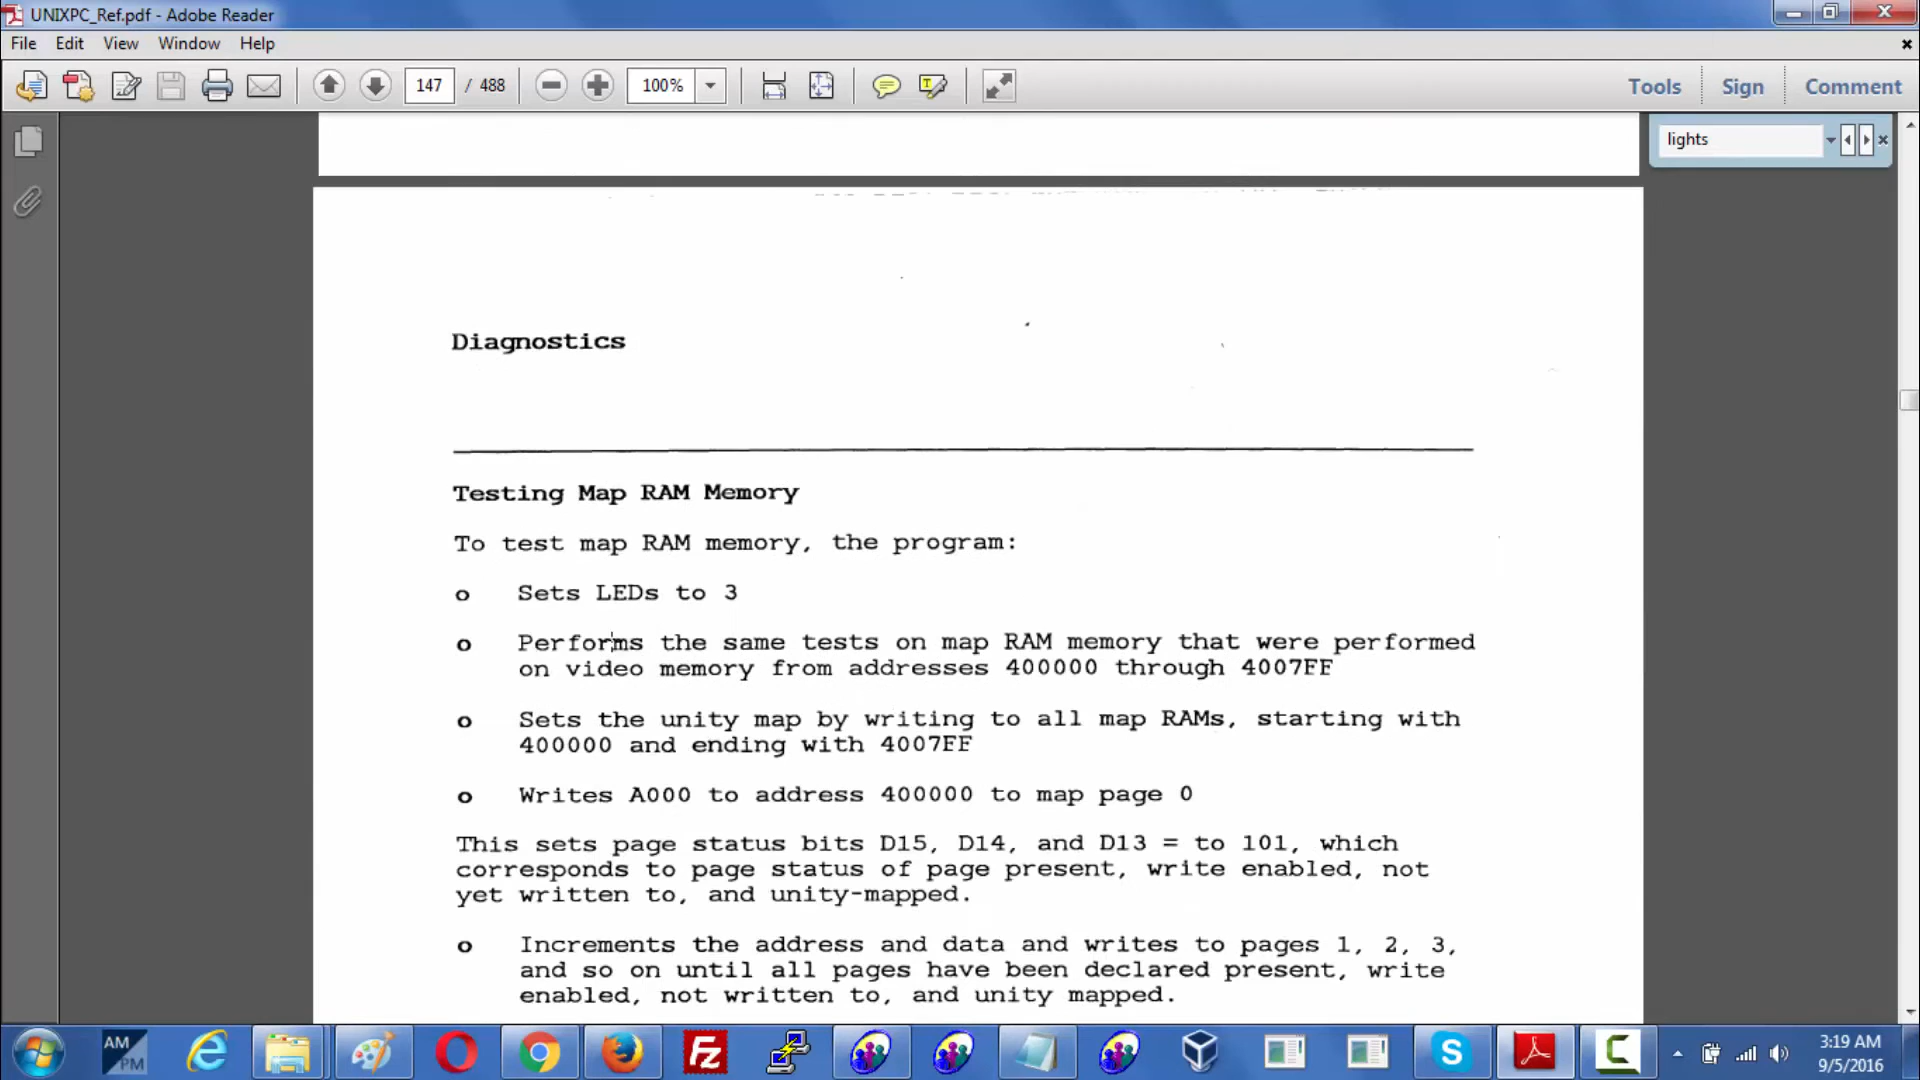 UNIXPC_Ref.pdf - Adobe Reader
File Edit View Window Help
147 / 488 100% Tools Sign Comment
lights
Diagnostics
Testing Map RAM Memory
To test map RAM memory, the program:
o Sets LEDs to 3
o Performs the same tests on map RAM memory that were performed
on video memory from addresses 400000 through 4007FF
o Sets the unity map by writing to all map RAMs, starting with
400000 and ending with 4007FF
o Writes A000 to address 400000 to map page 0
This sets page status bits D15, D14, and D13 = to 101, which
corresponds to page status of page present, write enabled, not
yet written to, and unity-mapped.
o Increments the address and data and writes to pages 1, 2, 3,
and so on until all pages have been declared present, write
enabled, not written to, and unity mapped.
AM
PM
Fz
S
C
3:19 AM
9/5/2016